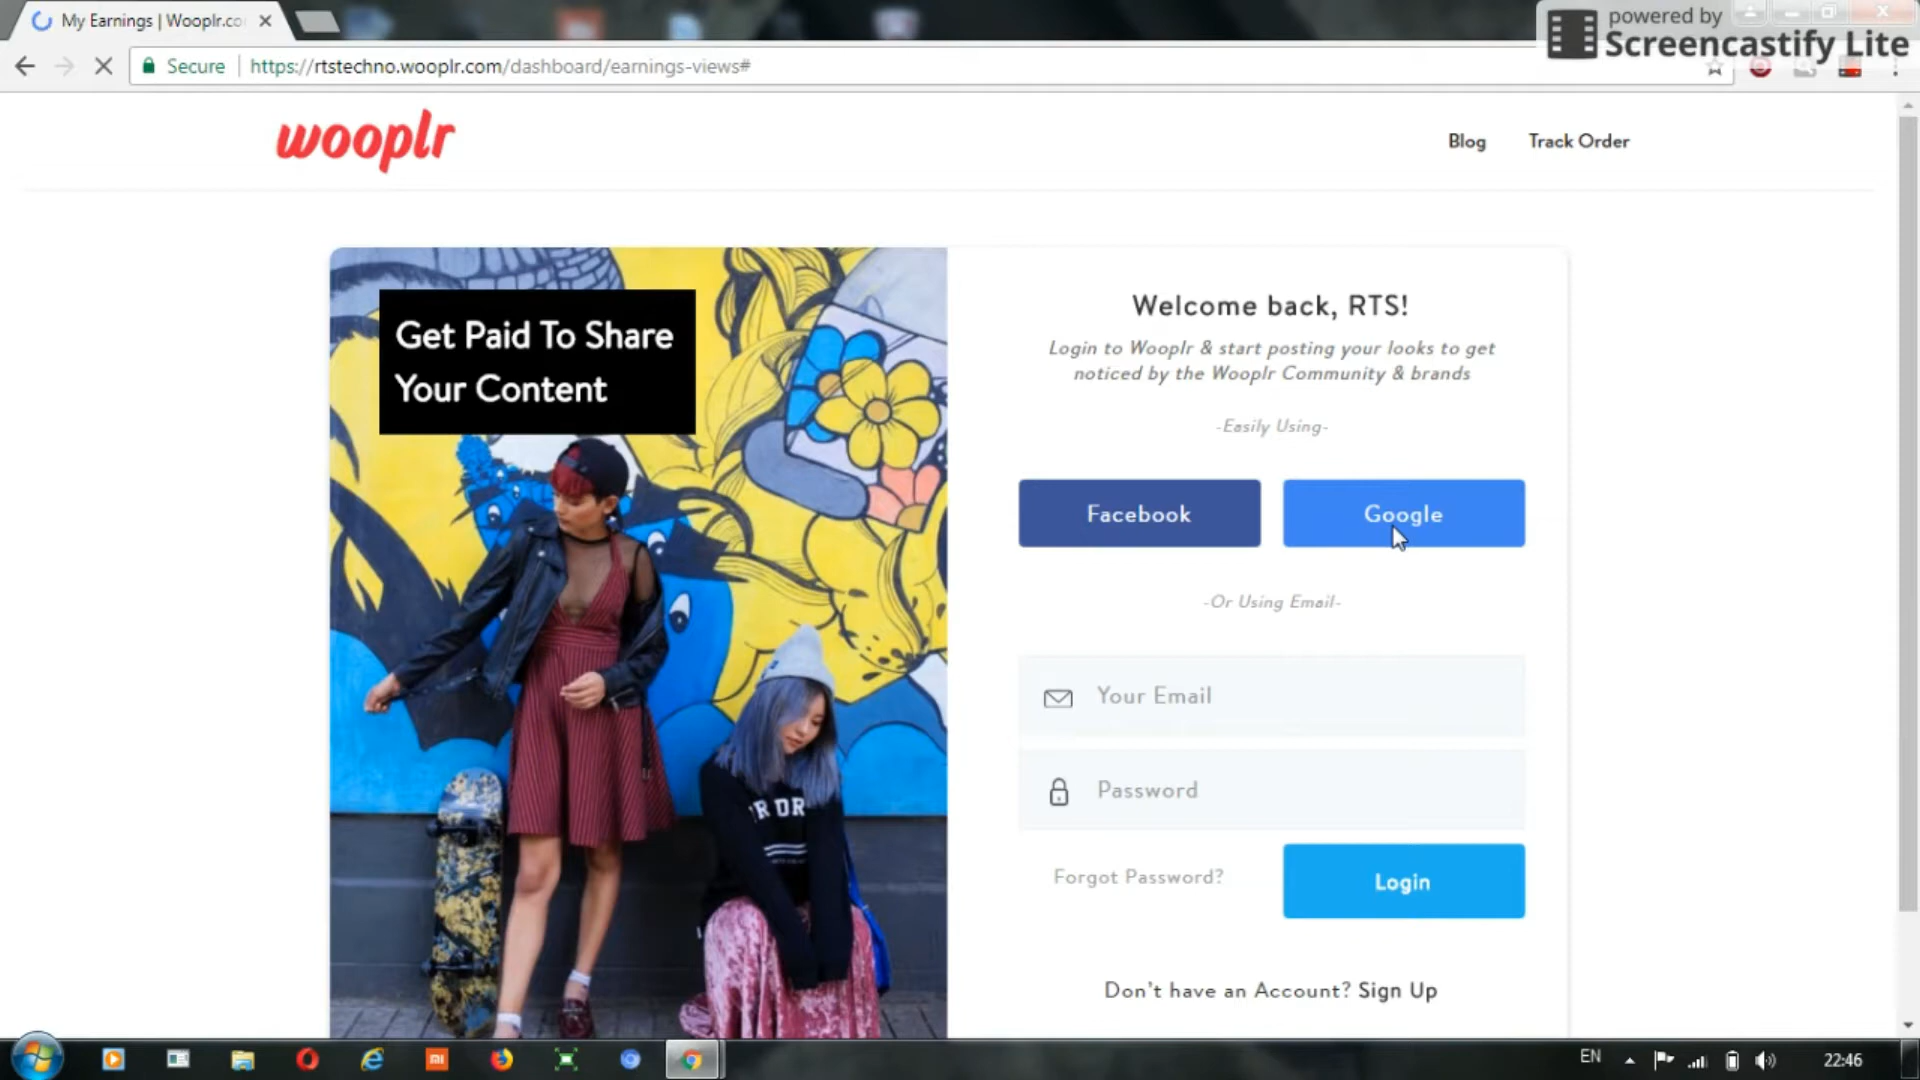 My Earnings | Wooplr.co
powered by
Screencastify Lite
Secure
https://rtstechno.wooplr.com/dashboard/earnings-views#
wooplr
Blog
Track Order
Get Paid To Share
Your Content
Welcome back, RTS!
Login to Wooplr & start posting your looks to get
noticed by the Wooplr Community & brands
-Easily Using-
Facebook
Google
-Or Using Email-
Your Email
Password
Forgot Password?
Login
Don't have an Account? Sign Up
mi
EN
22:46